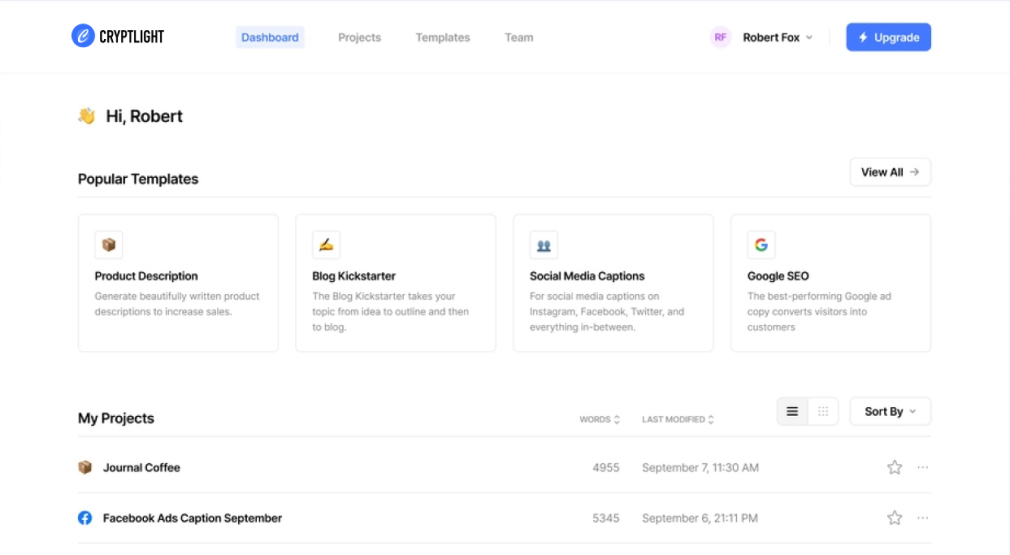 CRYPTLIGHT
Dashboard
Projects
Templates
Team
RF
Robert Fox
Upgrade
Hi, Robert
Popular Templates
View All
Product Description
Generate beautifully written product
descriptions to increase sales.
Blog Kickstarter
The Blog Kickstarter takes your
topic from idea to outline and then
to blog.
Social Media Captions
For social media captions on
Instagram, Facebook, Twitter, and
everything in-between.
Google SEO
The best-performing Google ad
copy converts visitors into
customers
My Projects
WORDS
LAST MODIFIED
Sort By
Journal Coffee
4955
September 7, 11:30 AM
Facebook Ads Caption September
5345
September 6, 21:11 PM